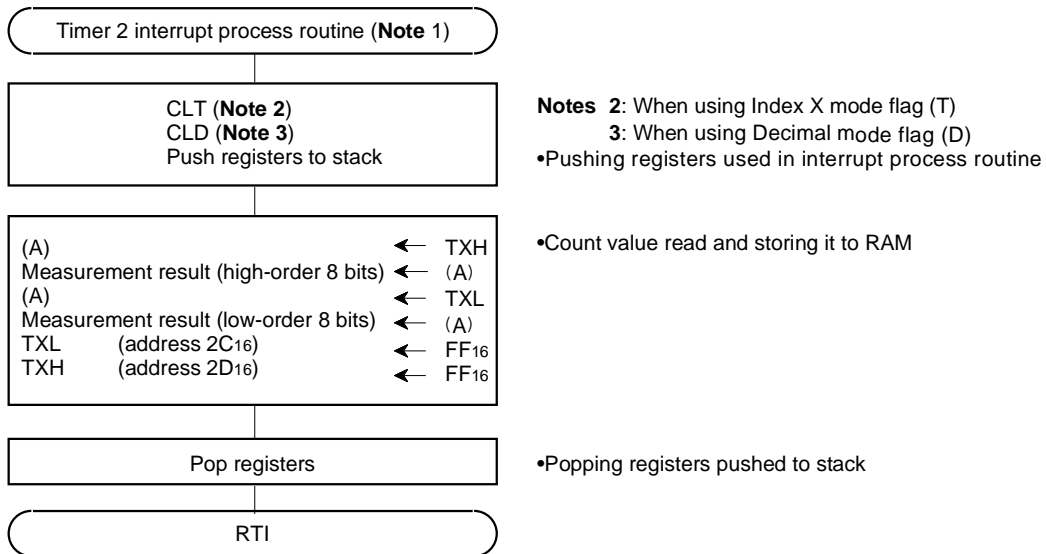 Timer 2 interrupt process routine (Note 1)
CLT (Note 2)
CLD (Note 3)
Push registers to stack
Notes 2: When using Index X mode flag (T)
3: When using Decimal mode flag (D)
•Pushing registers used in interrupt process routine
(A) ← TXH
Measurement result (high-order 8 bits) ← (A)
(A) ← TXL
Measurement result (low-order 8 bits) ← (A)
TXL (address 2C16) ← FF16
TXH (address 2D16) ← FF16
•Count value read and storing it to RAM
Pop registers
•Popping registers pushed to stack
RTI